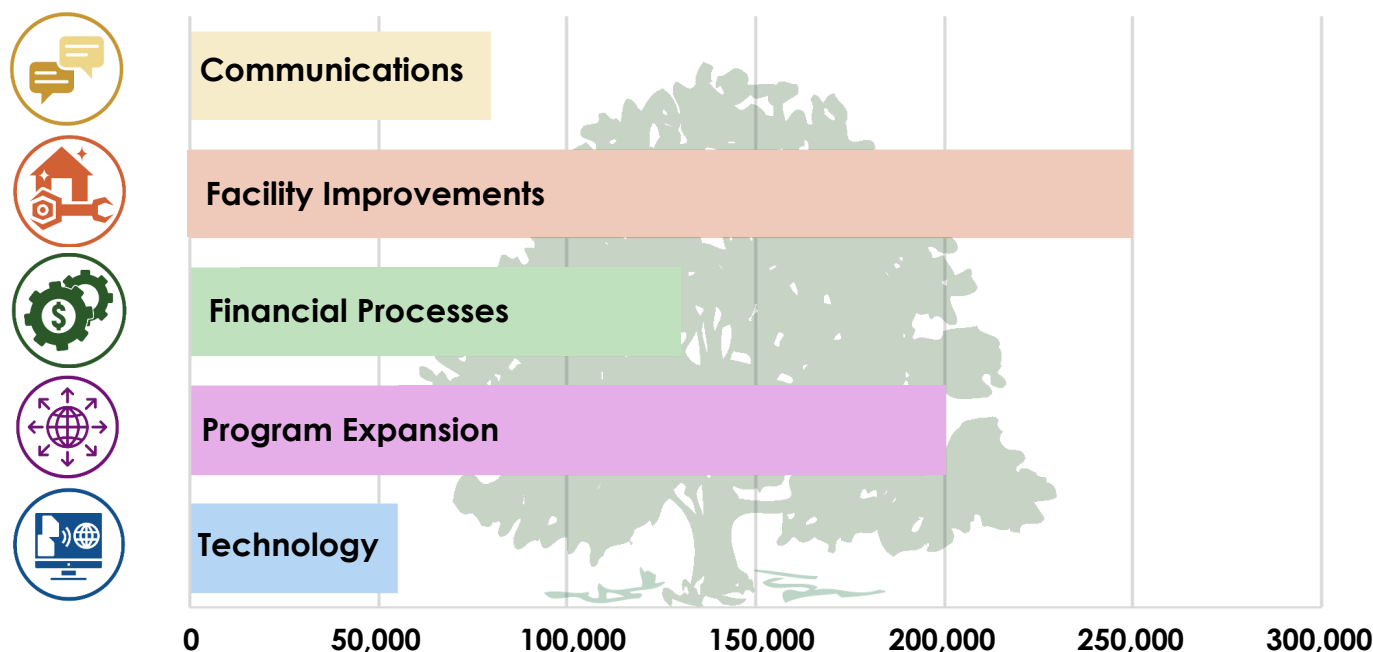 Communications
Facility Improvements
$
Financial Processes
Program Expansion
Technology
0 50,000 100,000 150,000 200,000 250,000 300,000